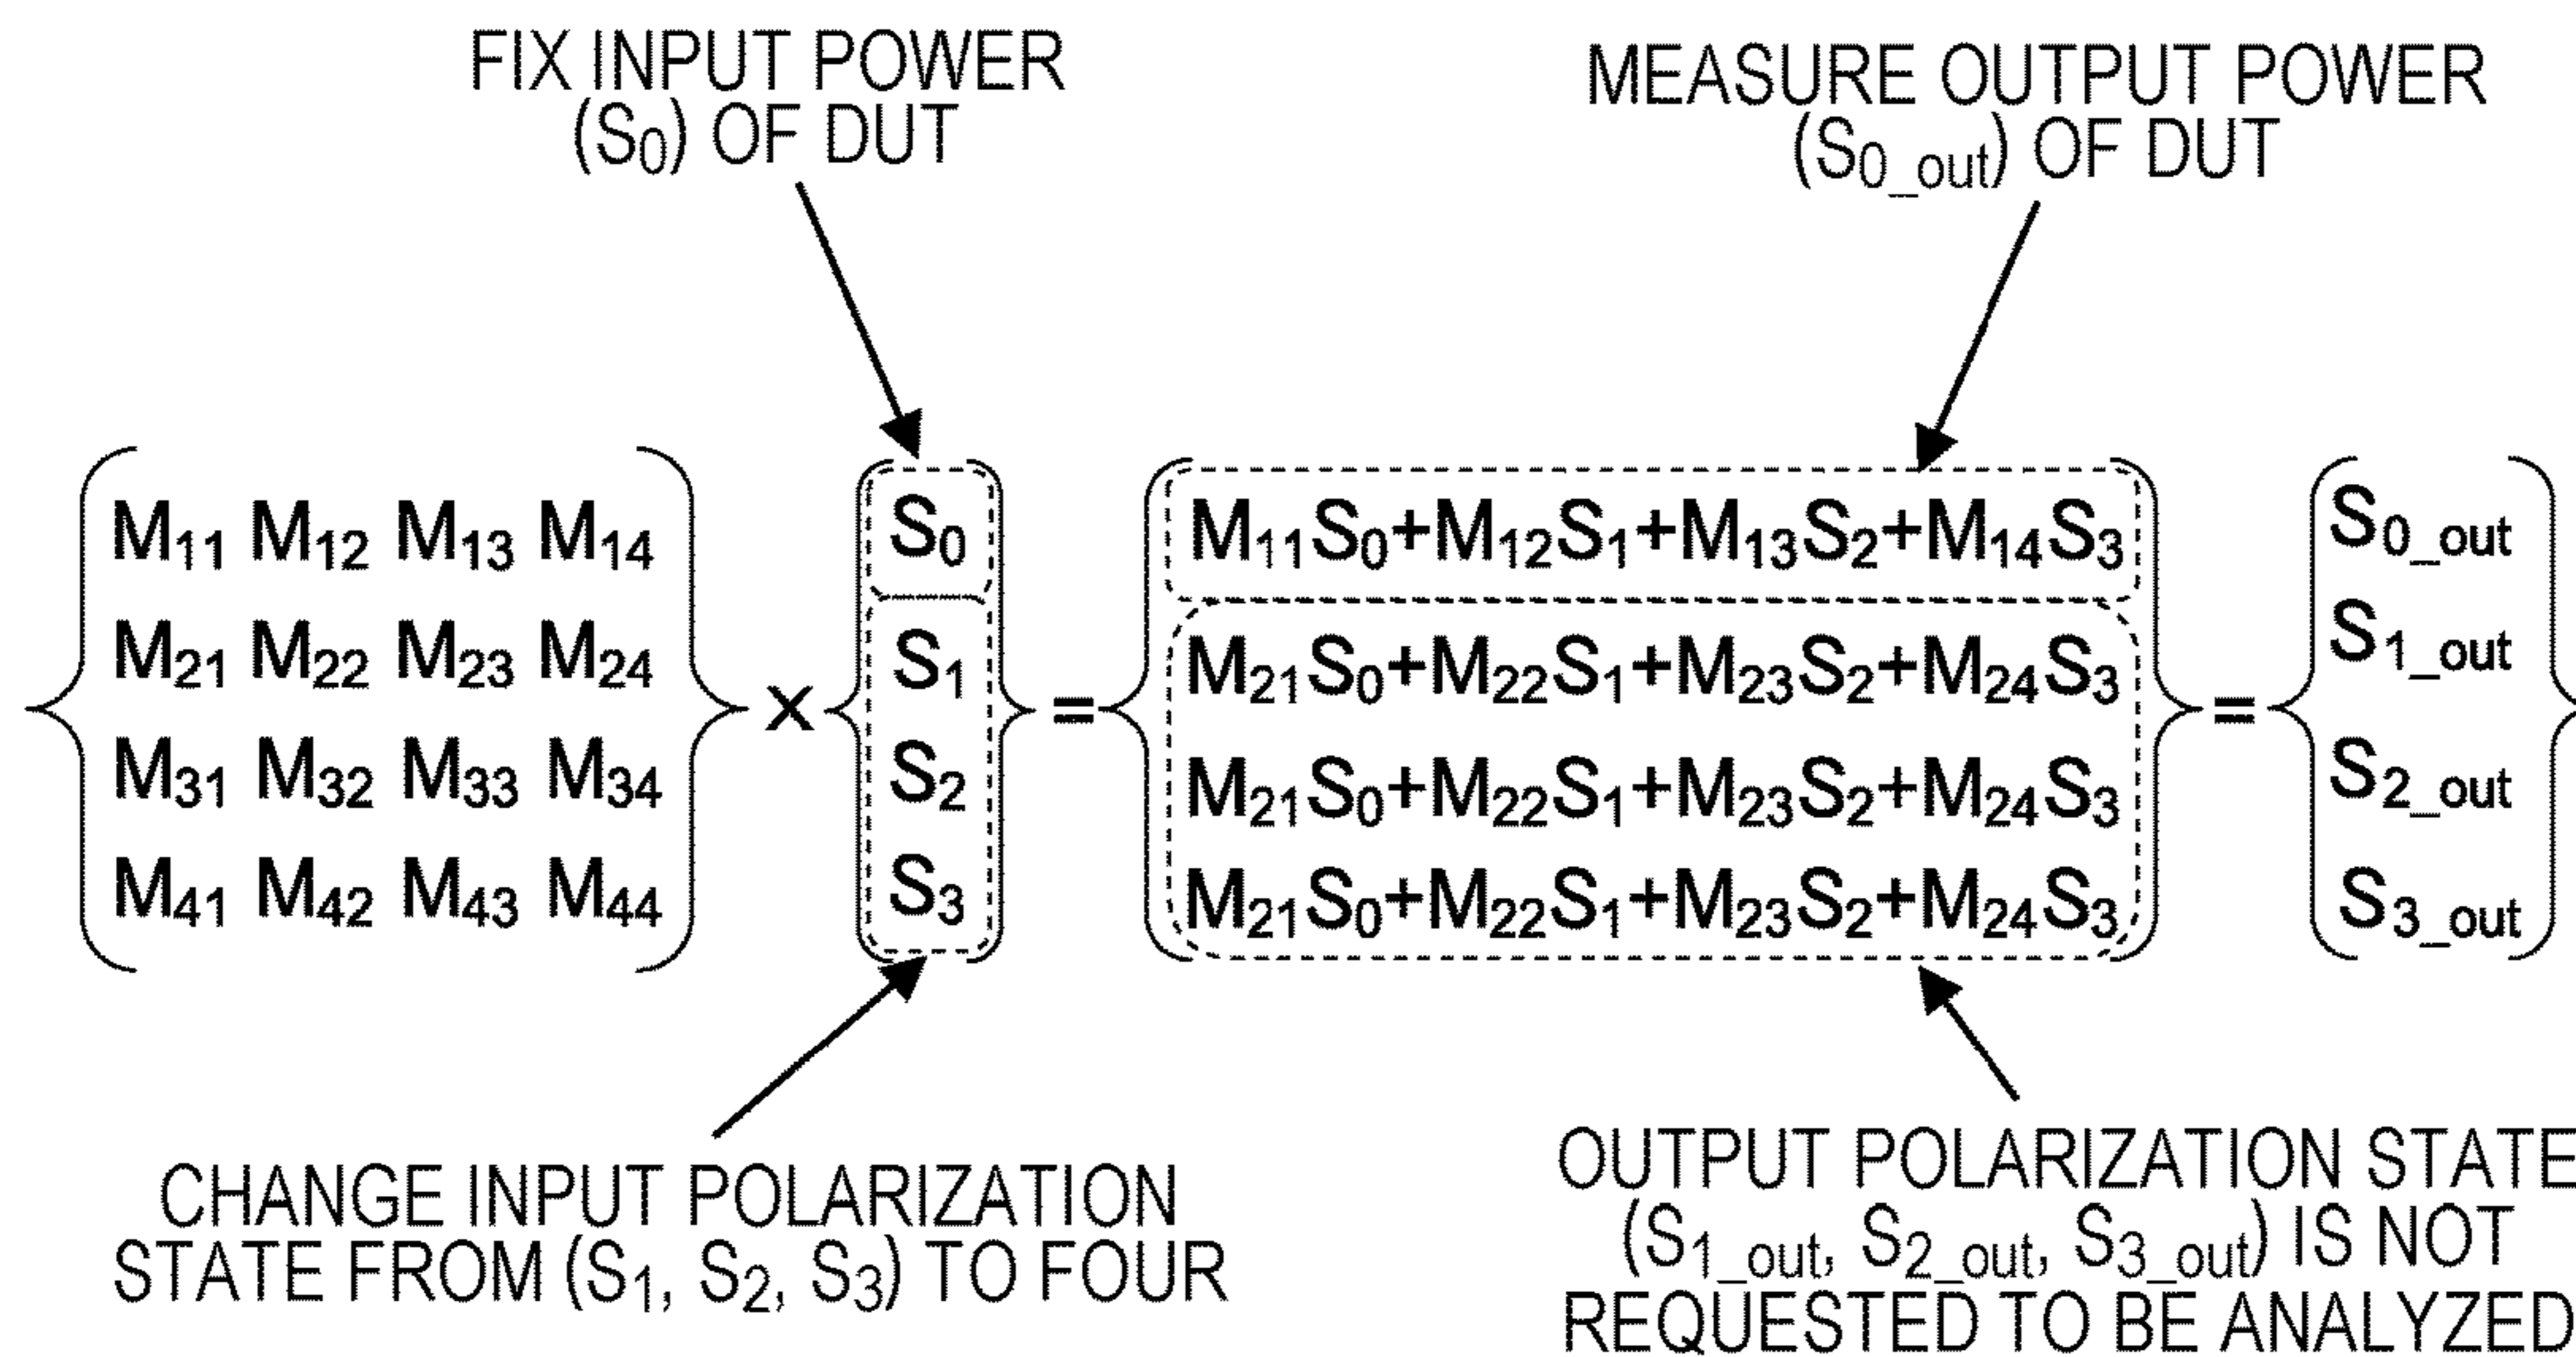 FIX INPUT POWER
(S0) OF DUT
MEASURE OUTPUT POWER
(S0_out) OF DUT
M11 M12 M13 M14
M21 M22 M23 M24
M31 M32 M33 M34
M41 M42 M43 M44
×
S0
S1
S2
S3
=
M11S0+M12S1+M13S2+M14S3
M21S0+M22S1+M23S2+M24S3
M21S0+M22S1+M23S2+M24S3
M21S0+M22S1+M23S2+M24S3
=
S0_out
S1_out
S2_out
S3_out
CHANGE INPUT POLARIZATION
STATE FROM (S1, S2, S3) TO FOUR
OUTPUT POLARIZATION STATE
(S1_out, S2_out, S3_out) IS NOT
REQUESTED TO BE ANALYZED